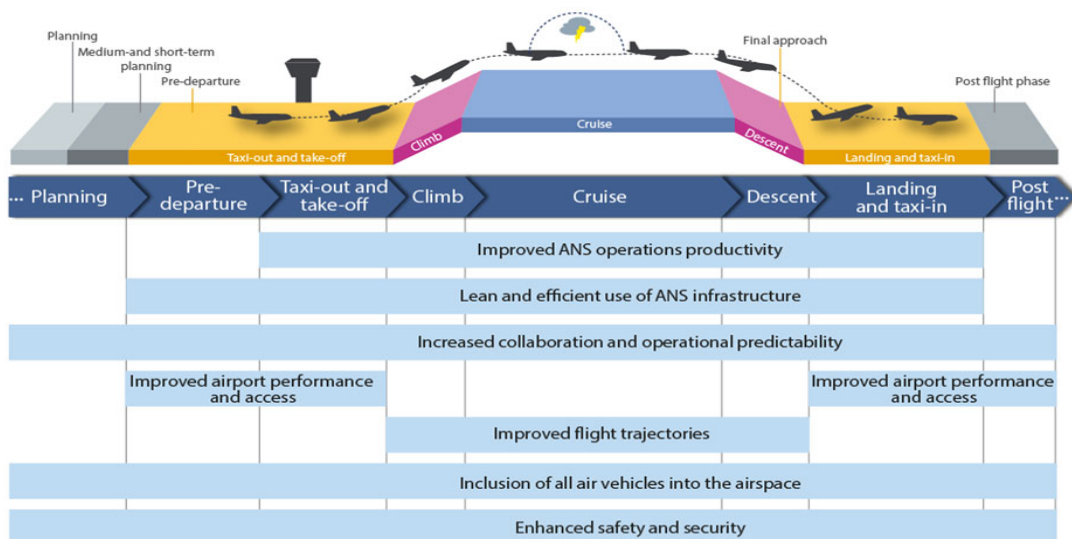 Planning
Medium-and short-term
planning
Pre-departure
Final approach
Post flight phase
Climb
Cruise
Descent
Taxi-out and take-off
Landing and taxi-in
... Planning
Pre-
departure
Taxi-out and
take-off
Climb
Cruise
Descent
Landing
and taxi-in
Post
flight ...
Improved ANS operations productivity
Lean and efficient use of ANS infrastructure
Increased collaboration and operational predictability
Improved airport performance
and access
Improved airport performance
and access
Improved flight trajectories
Inclusion of all air vehicles into the airspace
Enhanced safety and security